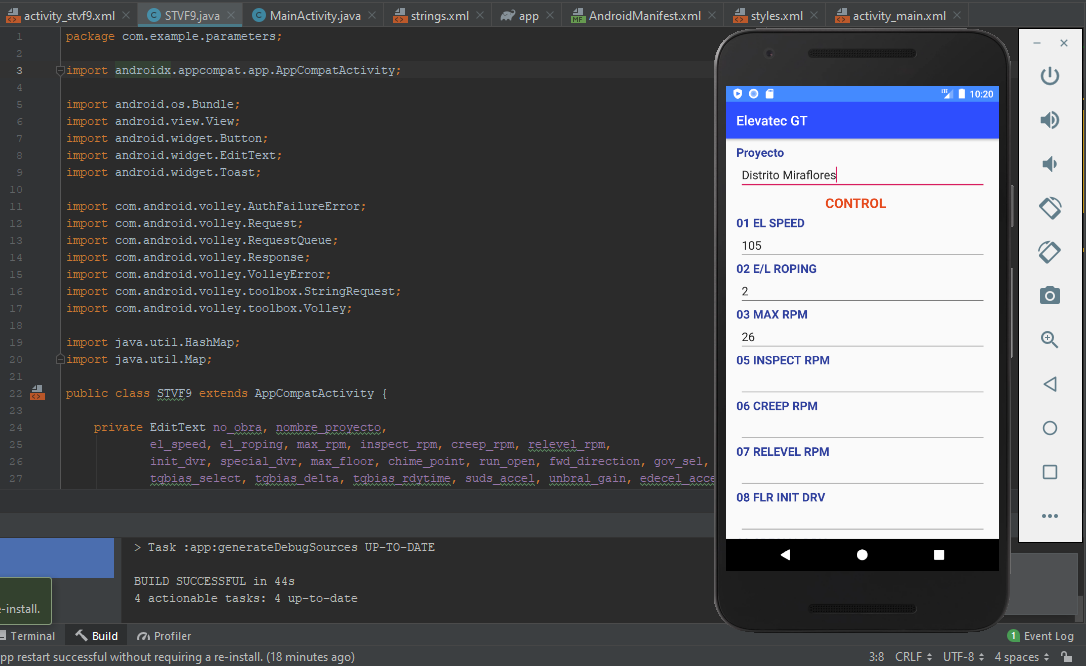 activity_stvf9.xml STVF9.java MainActivity.java strings.xml app AndroidManifest.xml styles.xml activity_main.xml
1 package com.example.parameters;
2
3 import androidx.appcompat.app.AppCompatActivity;
4
5 import android.os.Bundle;
6 import android.view.View;
7 import android.widget.Button;
8 import android.widget.EditText;
9 import android.widget.Toast;
10
11 import com.android.volley.AuthFailureError;
12 import com.android.volley.Request;
13 import com.android.volley.RequestQueue;
14 import com.android.volley.Response;
15 import com.android.volley.VolleyError;
16 import com.android.volley.toolbox.StringRequest;
17 import com.android.volley.toolbox.Volley;
18
19 import java.util.HashMap;
20 import java.util.Map;
21
22 public class STVF9 extends AppCompatActivity {
23
24 private EditText no_obra, nombre_proyecto,
25 el_speed, el_roping, max_rpm, inspect_rpm, creep_rpm, relevel_rpm,
26 init_dvr, special_dvr, max_floor, chime_point, run_open, fwd_direction, gov_sel,
27 tgbias_select, tgbias_delta, tgbias_rdytime, suds_accel, unbral_gain, edecel_acce
10:20
Elevatec GT
Proyecto
Distrito Miraflores
CONTROL
01 EL SPEED
105
02 E/L ROPING
2
03 MAX RPM
26
05 INSPECT RPM
06 CREEP RPM
07 RELEVEL RPM
08 FLR INIT DRV
> Task :app:generateDebugSources UP-TO-DATE
BUILD SUCCESSFUL in 44s
4 actionable tasks: 4 up-to-date
e-install.
Terminal Build Profiler 1 Event Log
pp restart successful without requiring a re-install. (18 minutes ago) 3:8 CRLF UTF-8 4 spaces